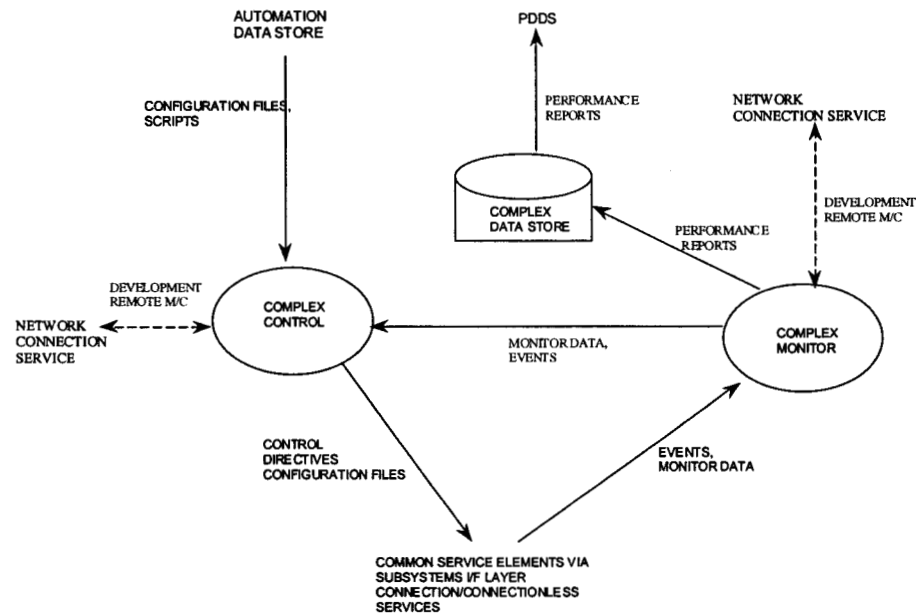 AUTOMATION
DATA STORE
PDDS
CONFIGURATION FILES,
SCRIPTS
PERFORMANCE
REPORTS
NETWORK
CONNECTION SERVICE
COMPLEX
DATA STORE
DEVELOPMENT
REMOTE M/C
PERFORMANCE
REPORTS
DEVELOPMENT
REMOTE M/C
COMPLEX
CONTROL
NETWORK
CONNECTION
SERVICE
MONITOR DATA,
EVENTS
COMPLEX
MONITOR
CONTROL
DIRECTIVES
CONFIGURATION FILES
EVENTS,
MONITOR DATA
COMMON SERVICE ELEMENTS VIA
SUBSYSTEMS I/F LAYER
CONNECTION/CONNECTIONLESS
SERVICES